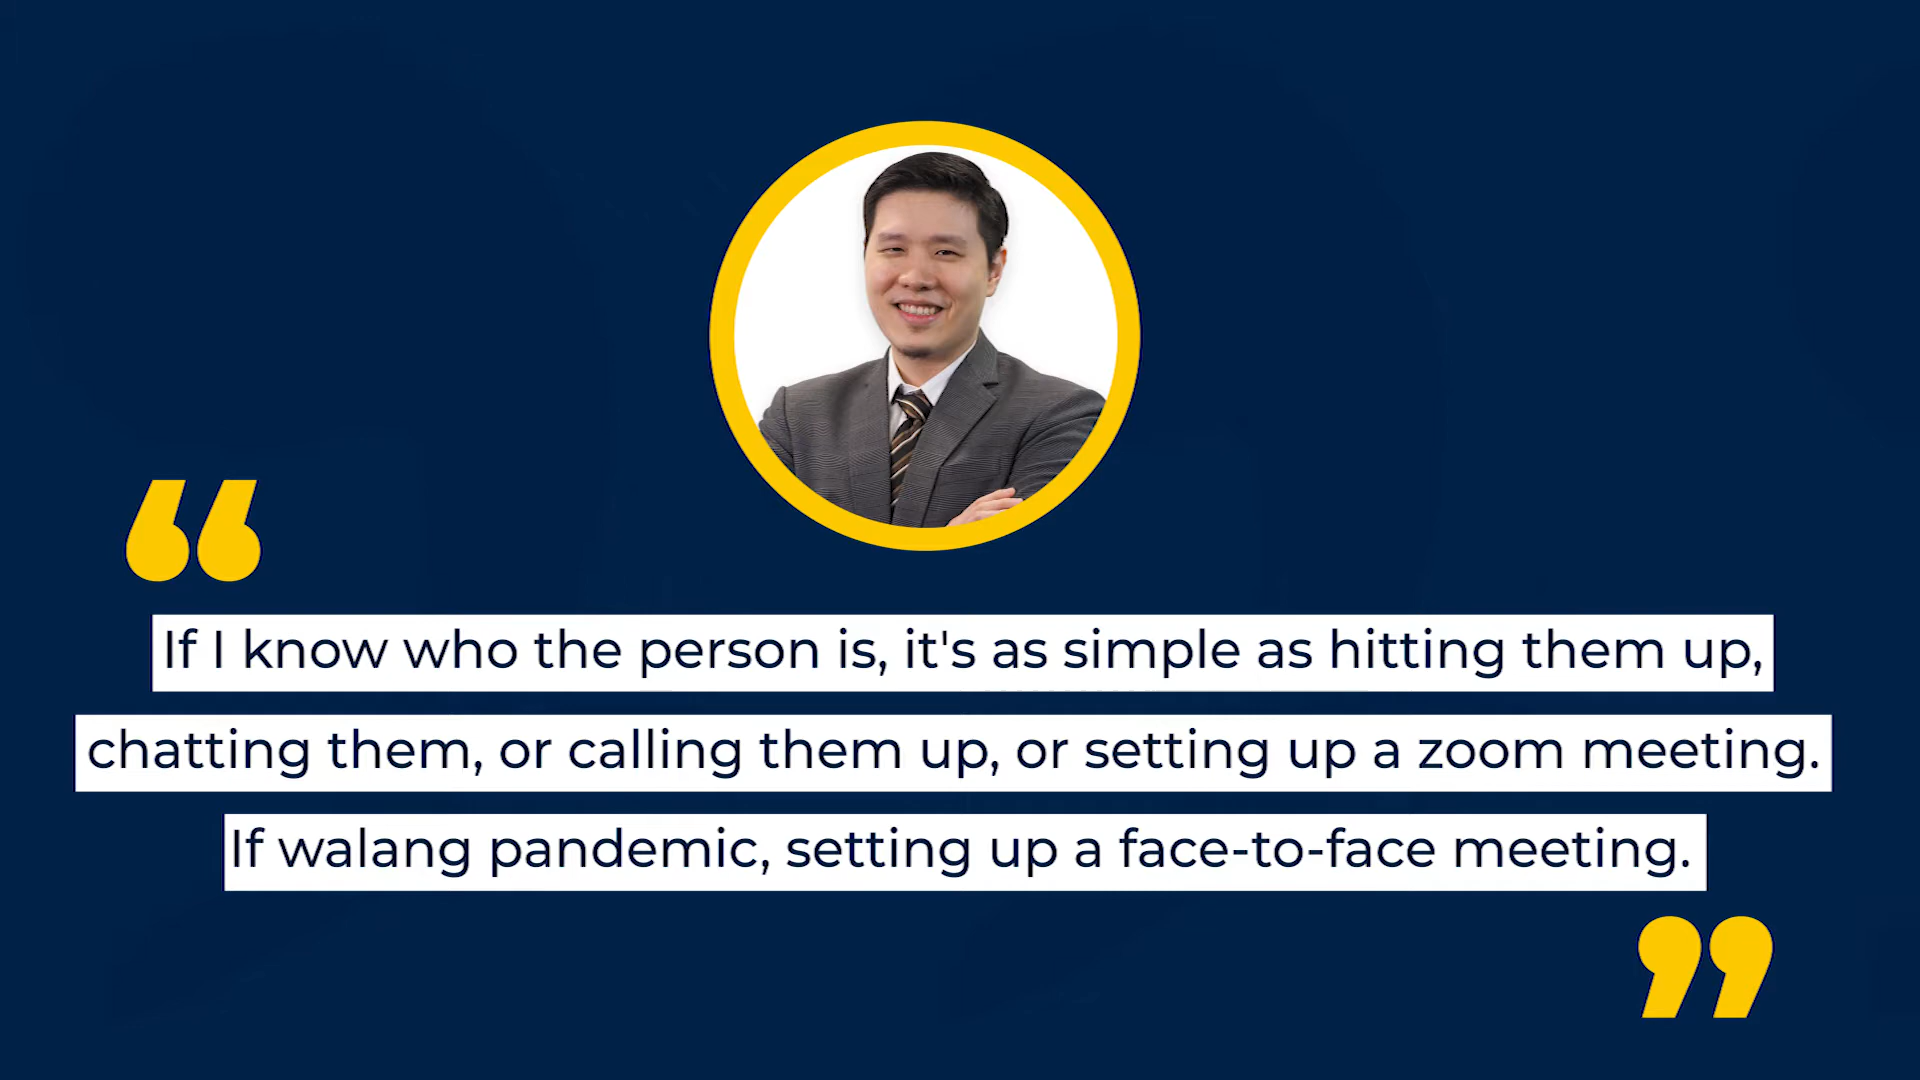 “
If I know who the person is, it's as simple as hitting them up,
chatting them, or calling them up, or setting up a zoom meeting.
If walang pandemic, setting up a face-to-face meeting.
”